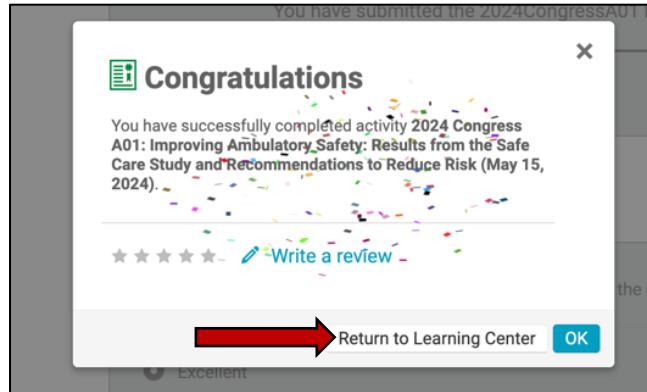 You have submitted the 2024CongressA01
Congratulations
You have successfully completed activity 2024 Congress
A01: Improving Ambulatory Safety: Results from the Safe
Care Study and Recommendations to Reduce Risk (May 15,
2024).
Write a review
the
Return to Learning Center
OK
Excellent